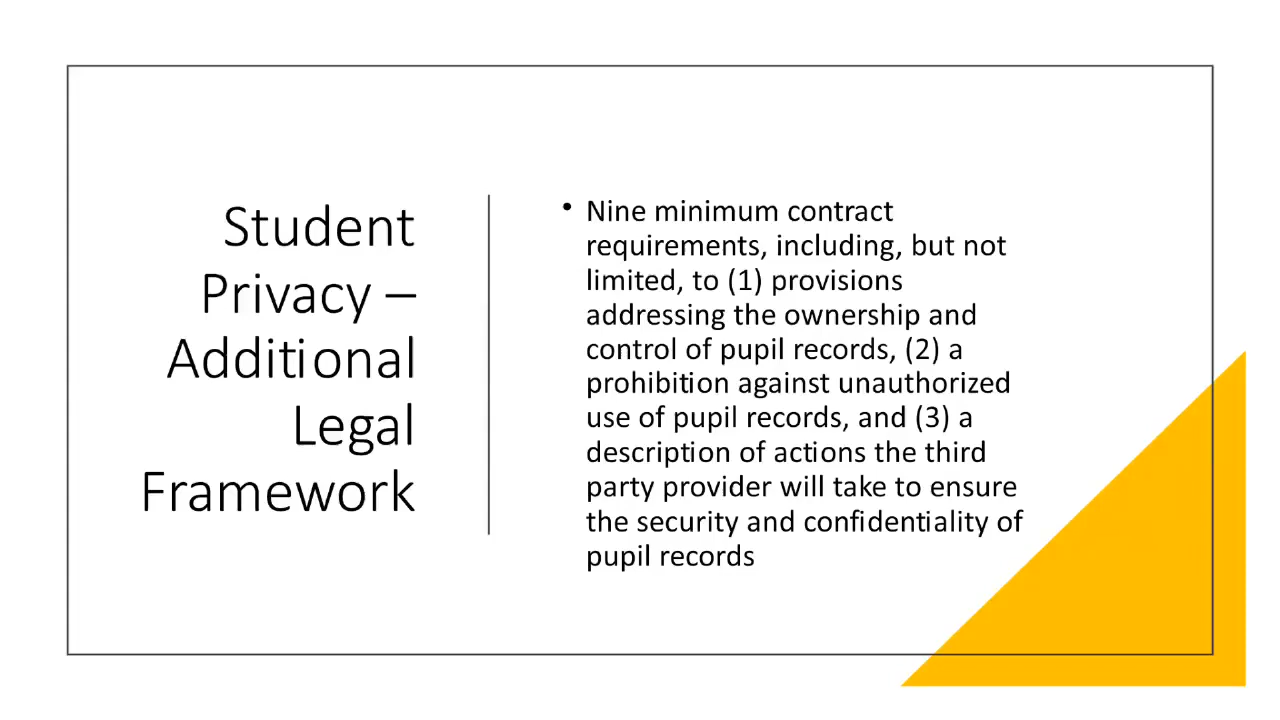 Student
Privacy –
Additional
Legal
Framework
• Nine minimum contract
requirements, including, but not
limited, to (1) provisions
addressing the ownership and
control of pupil records, (2) a
prohibition against unauthorized
use of pupil records, and (3) a
description of actions the third
party provider will take to ensure
the security and confidentiality of
pupil records